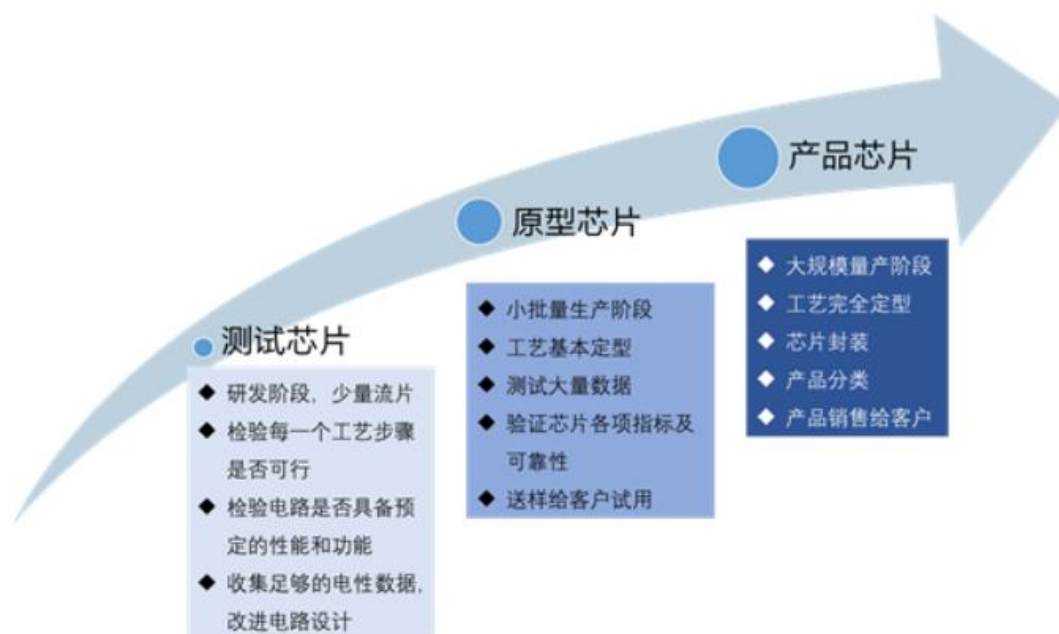 测试芯片
◆ 研发阶段，少量流片
◆ 检验每一个工艺步骤
是否可行
◆ 检验电路是否具备预
定的性能和功能
◆ 收集足够的电性数据，
改进电路设计
原型芯片
◆ 小批量生产阶段
◆ 工艺基本定型
◆ 测试大量数据
◆ 验证芯片各项指标及
可靠性
◆ 送样给客户试用
产品芯片
◆ 大规模量产阶段
◆ 工艺完全定型
◆ 芯片封装
◆ 产品分类
◆ 产品销售给客户